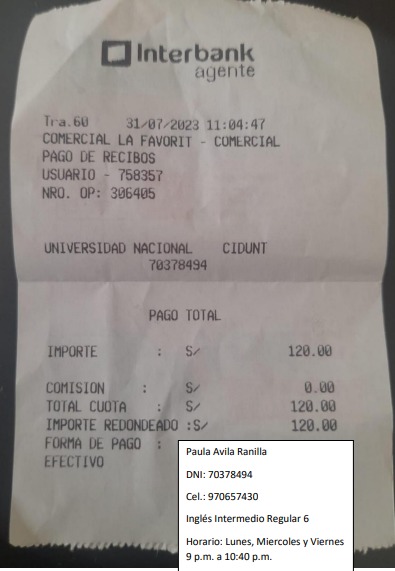 Interbank
agente
Tra.60 31/07/2023 11:04:47
COMERCIAL LA FAVORIT - COMERCIAL
PAGO DE RECIBOS
USUARIO - 758357
NRO. OP: 306405
UNIVERSIDAD NACIONAL CIDUNT
70378494
PAGO TOTAL
IMPORTE : S/ 120.00
COMISION : S/ 0.00
TOTAL CUOTA : S/ 120.00
IMPORTE REDONDEADO :S/ 120.00
FORMA DE PAGO :
EFECTIVO
Paula Avila Ranilla
DNI: 70378494
Cel.: 970657430
Inglés Intermedio Regular 6
Horario: Lunes, Miercoles y Viernes
9 p.m. a 10:40 p.m.